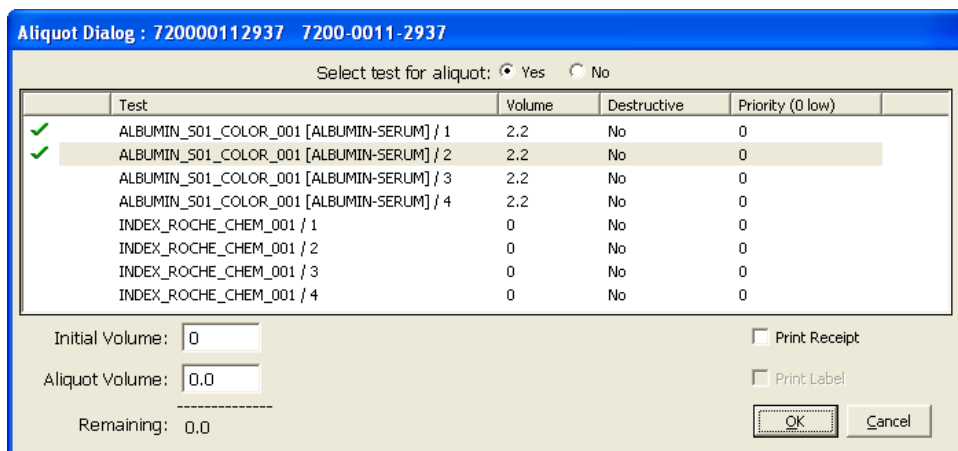 Aliquot Dialog : 720000112937 7200-0011-2937
Select test for aliquot: Yes No
Test Volume Destructive Priority (0 low)
ALBUMIN_S01_COLOR_001 [ALBUMIN-SERUM] / 1 2.2 No 0
ALBUMIN_S01_COLOR_001 [ALBUMIN-SERUM] / 2 2.2 No 0
ALBUMIN_S01_COLOR_001 [ALBUMIN-SERUM] / 3 2.2 No 0
ALBUMIN_S01_COLOR_001 [ALBUMIN-SERUM] / 4 2.2 No 0
INDEX_ROCHE_CHEM_001 / 1 0 No 0
INDEX_ROCHE_CHEM_001 / 2 0 No 0
INDEX_ROCHE_CHEM_001 / 3 0 No 0
INDEX_ROCHE_CHEM_001 / 4 0 No 0
Initial Volume: 0 Print Receipt
Aliquot Volume: 0.0 Print Label
Remaining: 0.0 OK Cancel